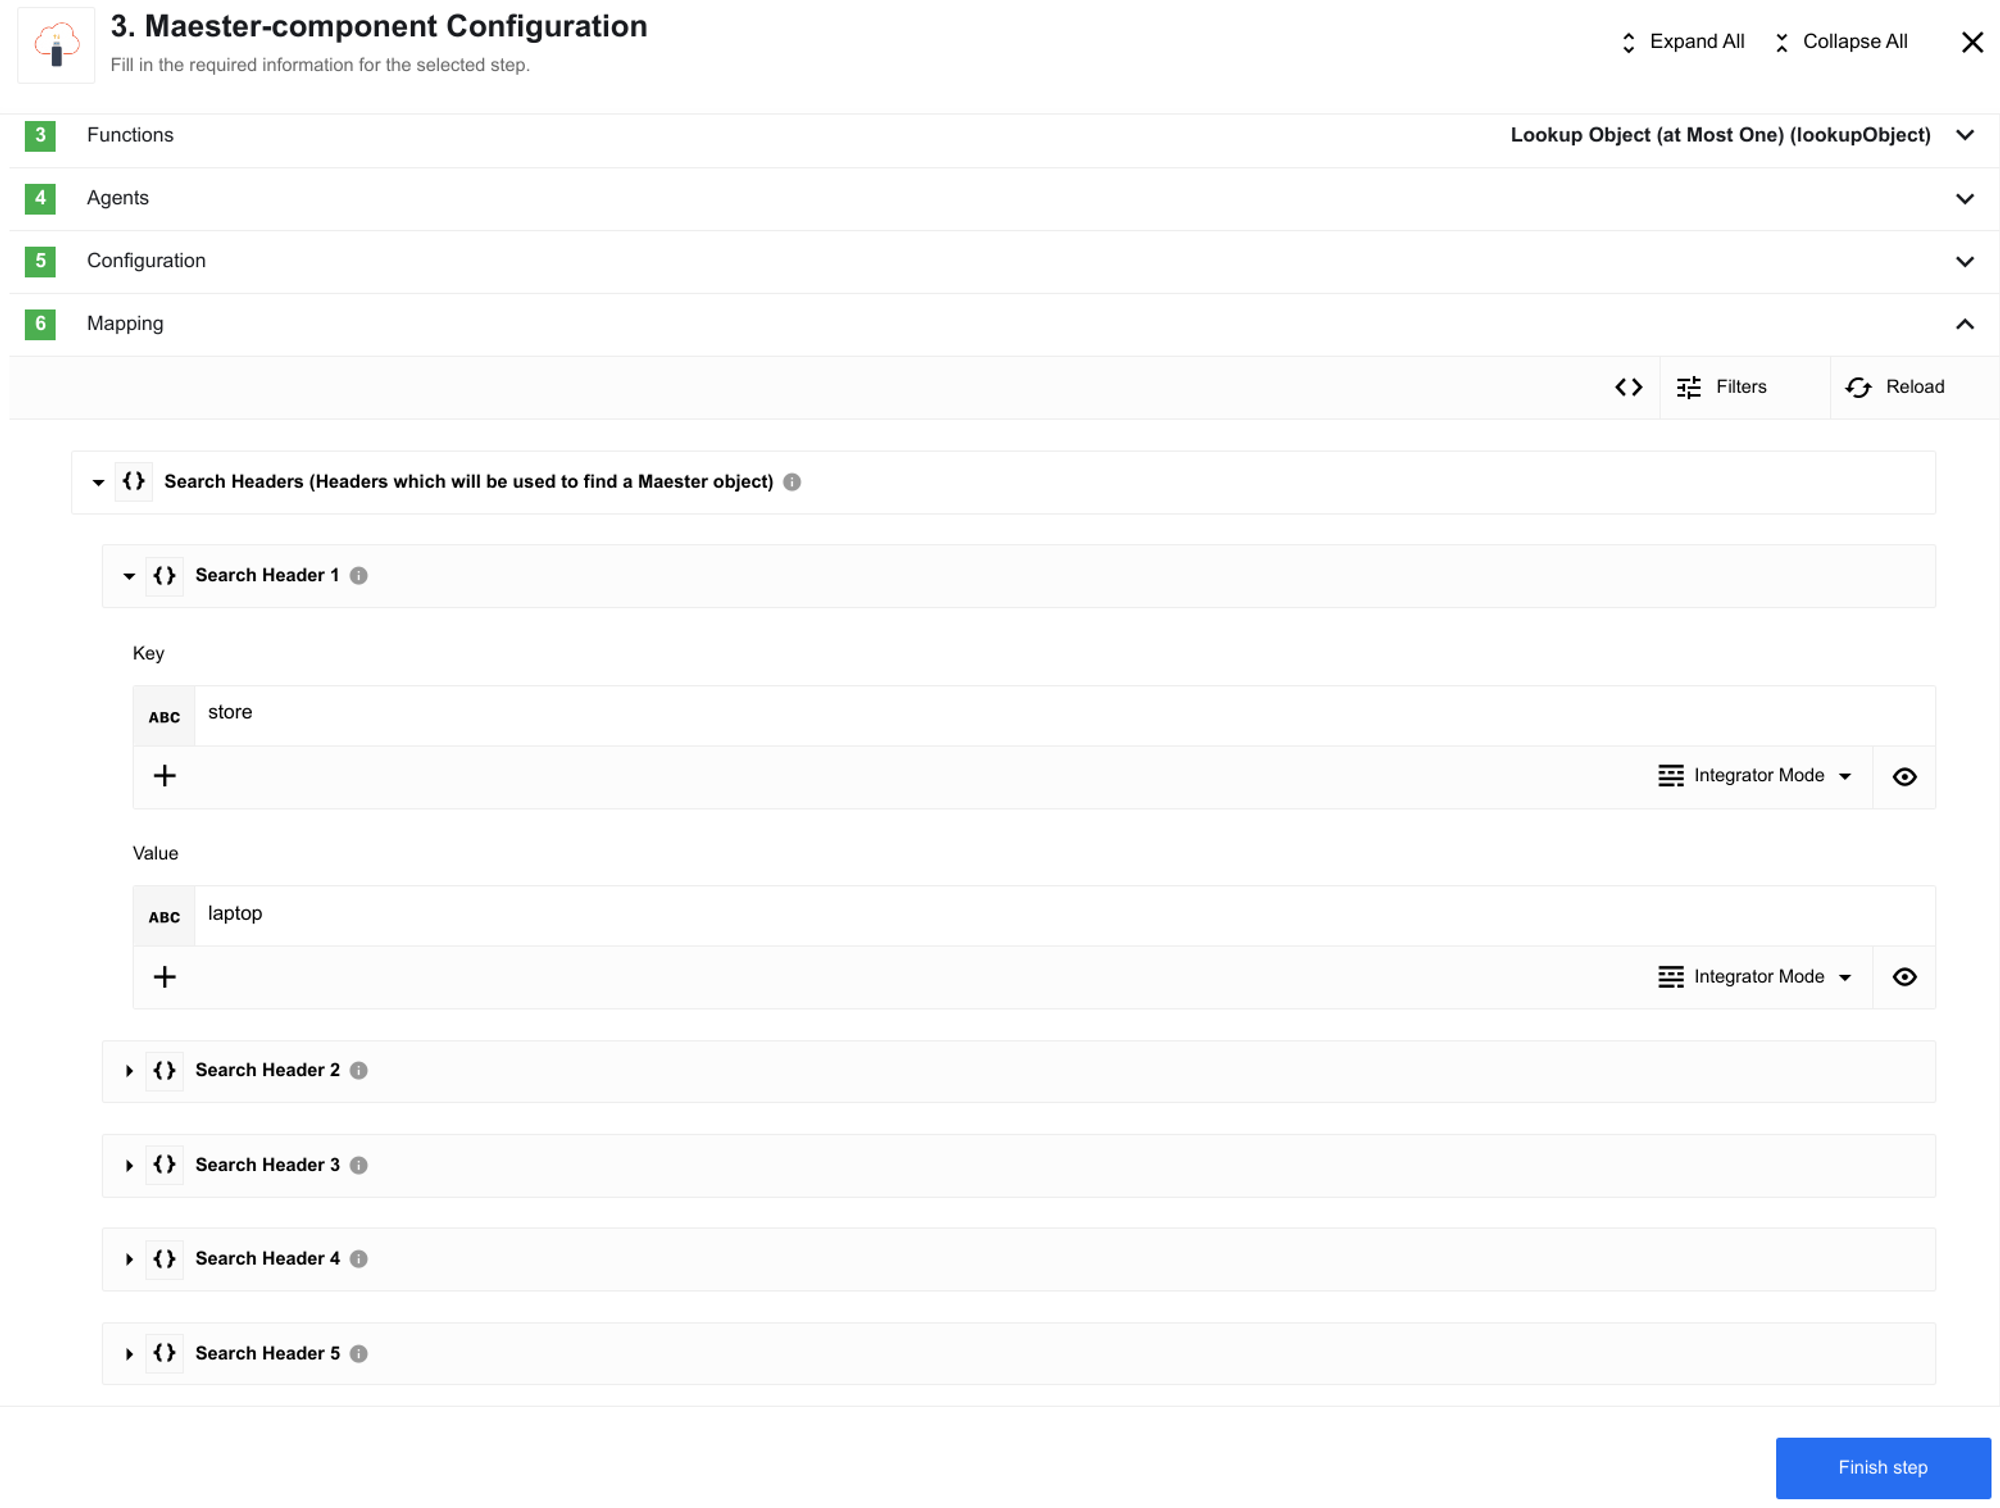 3. Maester-component Configuration
Fill in the required information for the selected step.
Expand All
Collapse All
3 Functions Lookup Object (at Most One) (lookupObject)
4 Agents
5 Configuration
6 Mapping
Filters
Reload
Search Headers (Headers which will be used to find a Maester object)
Search Header 1
Key
ABC store
Integrator Mode
Value
ABC laptop
Integrator Mode
Search Header 2
Search Header 3
Search Header 4
Search Header 5
Finish step